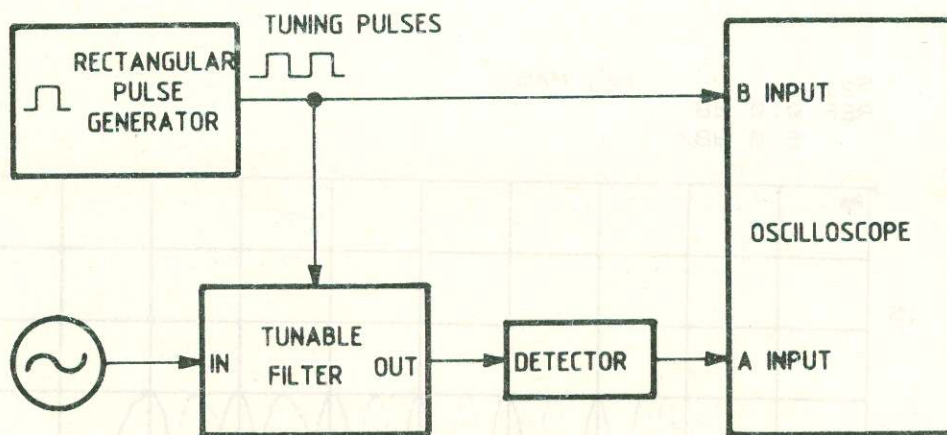 TUNING PULSES
RECTANGULAR
PULSE
GENERATOR
B INPUT
OSCILLOSCOPE
TUNABLE
FILTER
IN
OUT
DETECTOR
A INPUT